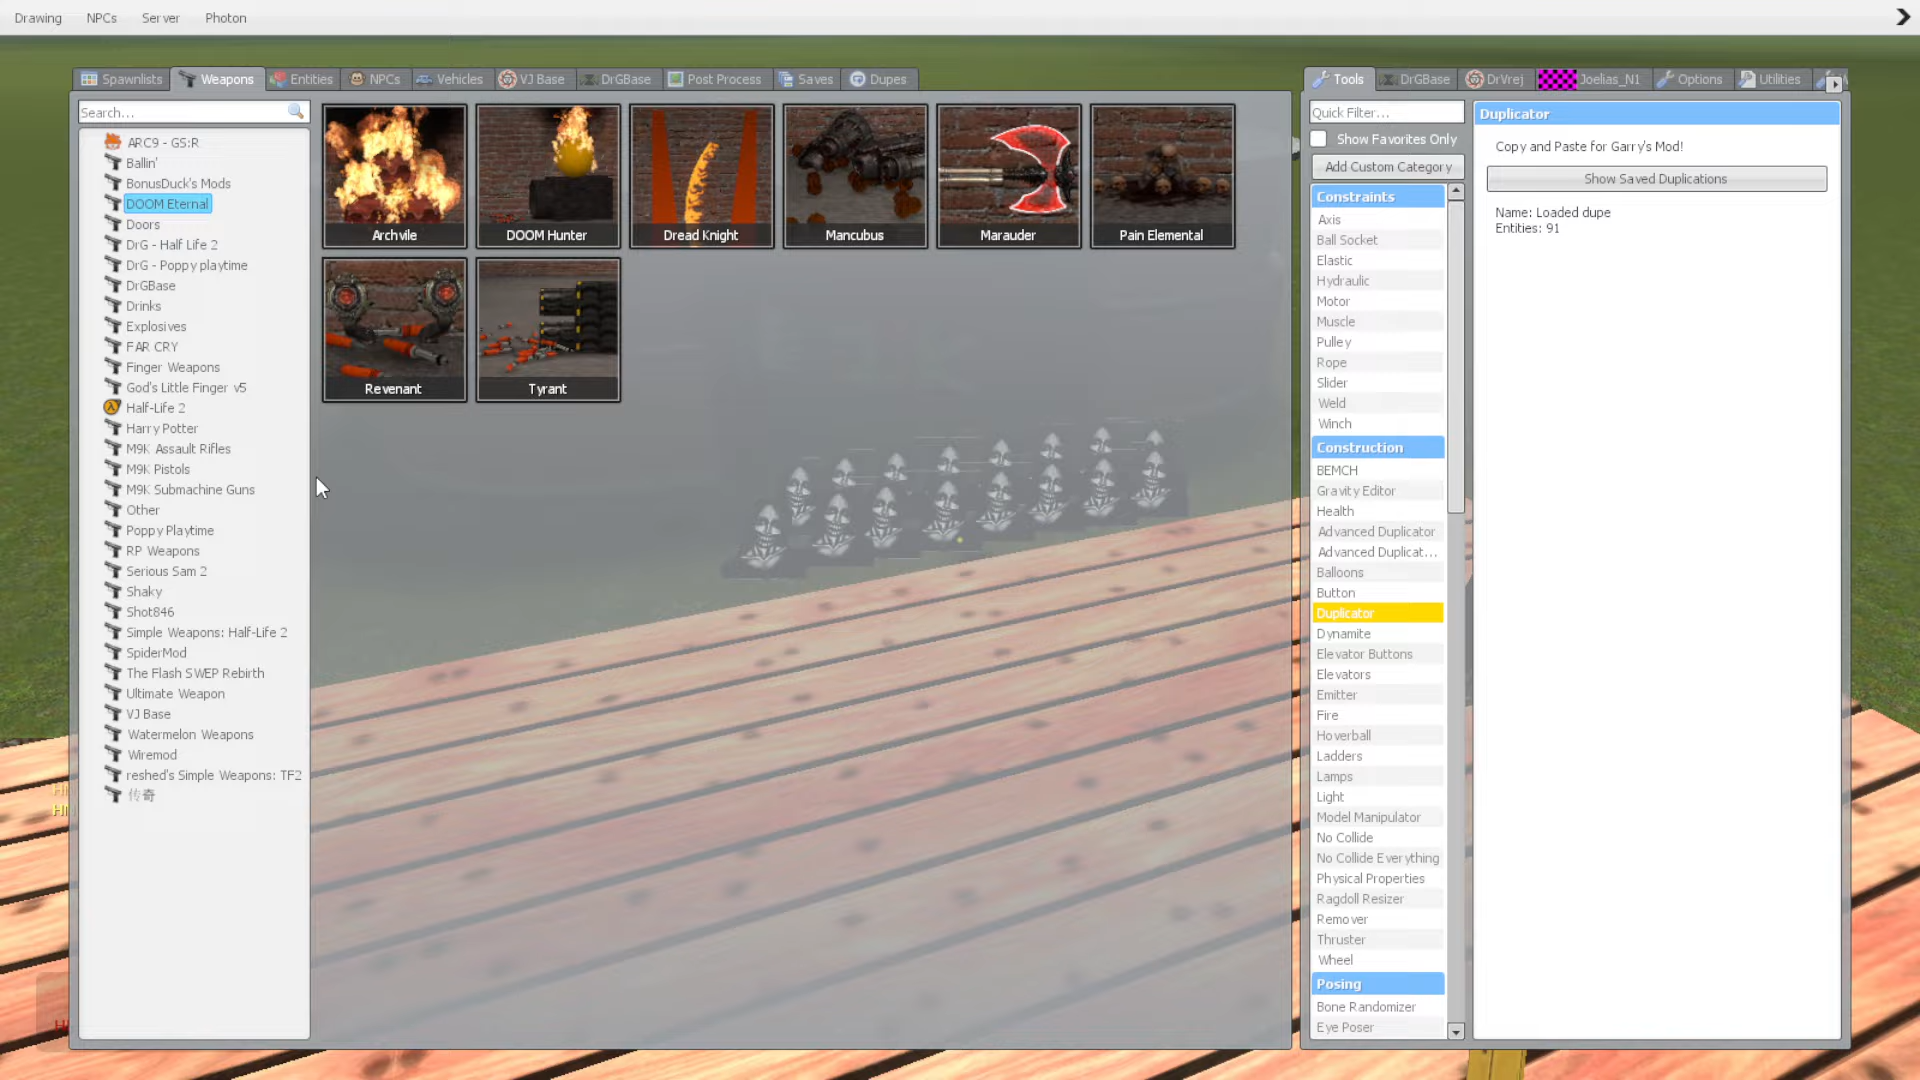 Drawing NPCs Server Photon
Spawnlists Weapons Entities NPCs Vehicles VJ Base DrGBase Post Process Saves Dupes
Search...
ARC9 - GS:R
Ballin'
BonusDuck's Mods
DOOM Eternal
Doors
DrG - Half Life 2
DrG - Poppy playtime
DrGBase
Drinks
Explosives
FAR CRY
Finger Weapons
God's Little Finger v5
Half-Life 2
Harry Potter
M9K Assault Rifles
M9K Pistols
M9K Submachine Guns
Other
Poppy Playtime
RP Weapons
Serious Sam 2
Shaky
Shot846
Simple Weapons: Half-Life 2
SpiderMod
The Flash SWEP Rebirth
Ultimate Weapon
VJ Base
Watermelon Weapons
Wiremod
reshed's Simple Weapons: TF2
传奇
Archvile
DOOM Hunter
Dread Knight
Mancubus
Marauder
Pain Elemental
Revenant
Tyrant
Tools DrGBase DrVrej Joelias_N1 Options Utilities
Quick Filter...
Show Favorites Only
Add Custom Category
Constraints
Axis
Ball Socket
Elastic
Hydraulic
Motor
Muscle
Pulley
Rope
Slider
Weld
Winch
Construction
BEMCH
Gravity Editor
Health
Advanced Duplicator
Advanced Duplicat...
Balloons
Button
Duplicator
Dynamite
Elevator Buttons
Elevators
Emitter
Fire
Hoverball
Ladders
Lamps
Light
Model Manipulator
No Collide
No Collide Everything
Physical Properties
Ragdoll Resizer
Remover
Thruster
Wheel
Posing
Bone Randomizer
Eye Poser
Duplicator
Copy and Paste for Garry's Mod!
Show Saved Duplications
Name: Loaded dupe
Entities: 91